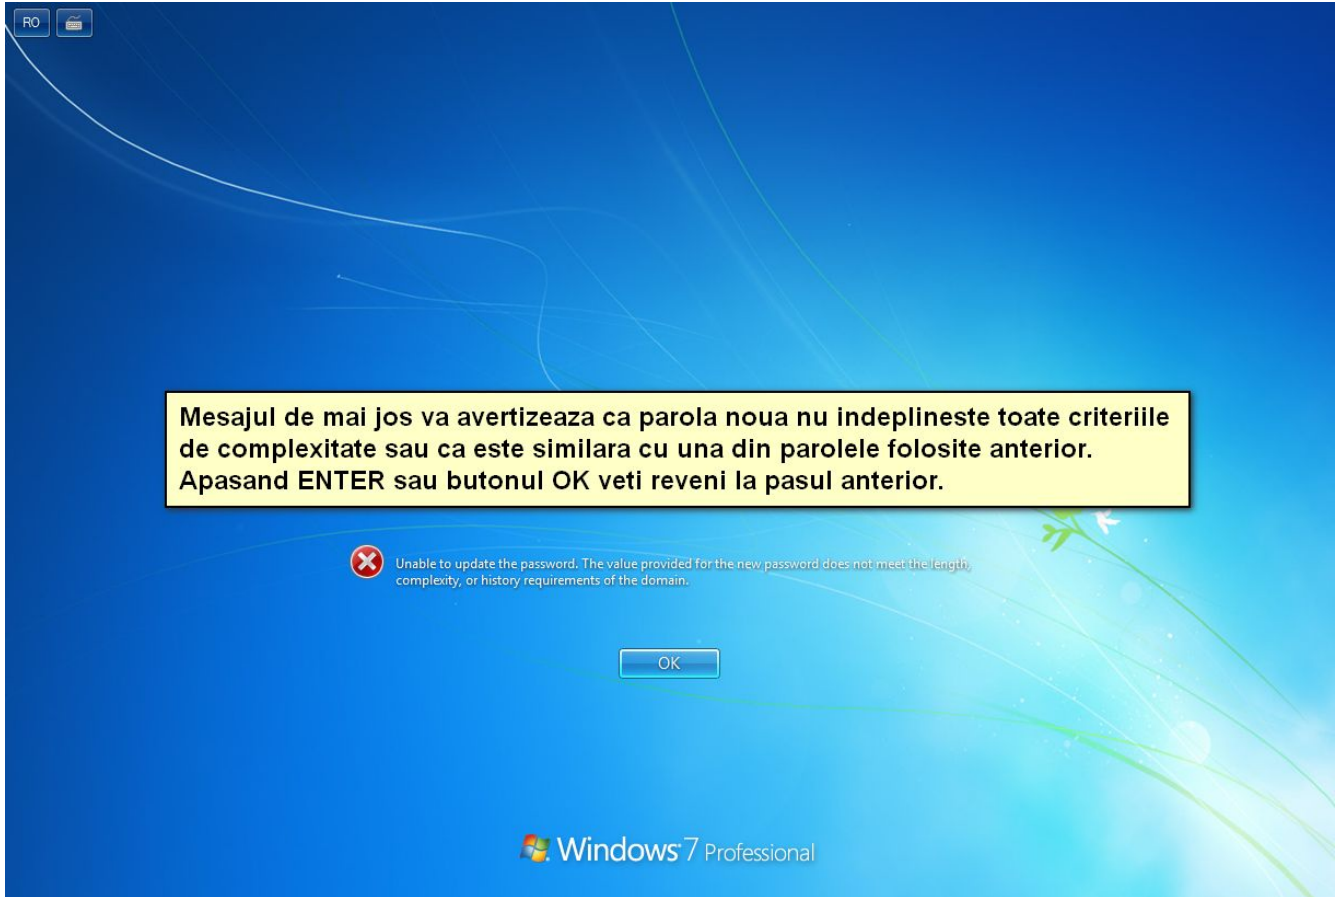 RO
Mesajul de mai jos va avertizeaza ca parola noua nu indeplineste toate criteriile
de complexitate sau ca este similara cu una din parolele folosite anterior.
Apasand ENTER sau butonul OK veti reveni la pasul anterior.
Unable to update the password. The value provided for the new password does not meet the length,
complexity, or history requirements of the domain.
OK
Windows 7 Professional